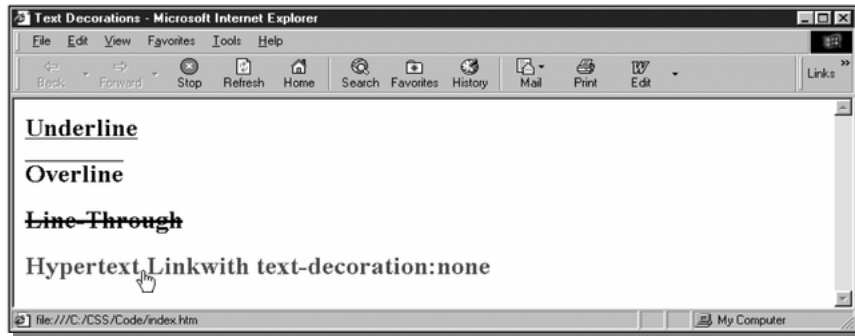 Text Decorations - Microsoft Internet Explorer
File Edit View Favorites Tools Help
Back Forward Stop Refresh Home Search Favorites History Mail Print Edit Links »
Underline
Overline
Line-Through
Hypertext Linkwith text-decoration:none
file:///C:/CSS/Code/index.htm My Computer